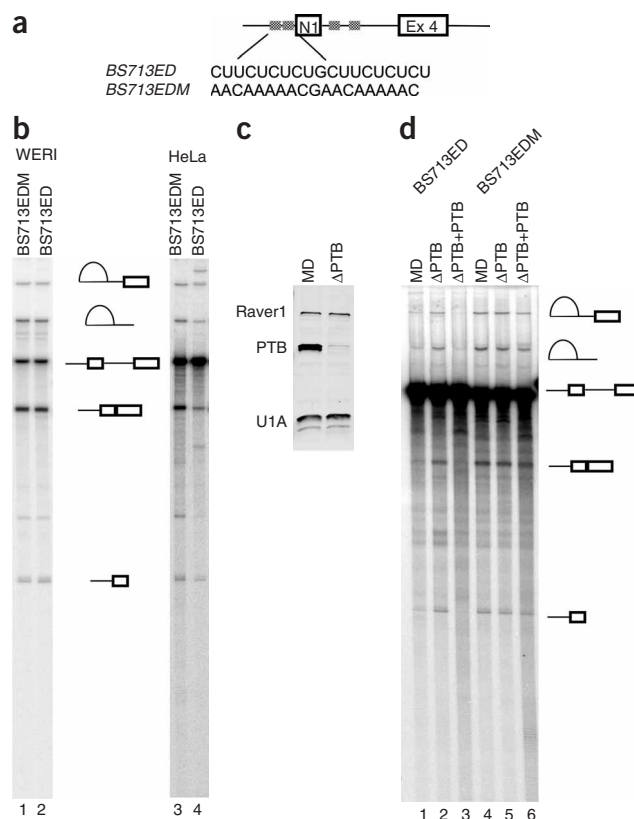 a
N1
Ex 4
BS713ED CUUCUCUCUGCUUCUCUCU
BS713EDM AACAAAAACGAACAAAAAC
b
WERI
BS713EDM
BS713ED
HeLa
BS713EDM
BS713ED
1 2
3 4
c
MD
ΔPTB
Raver1
PTB
U1A
d
BS713ED
BS713EDM
MD
ΔPTB
ΔPTB+PTB
MD
ΔPTB
ΔPTB+PTB
1 2 3 4 5 6